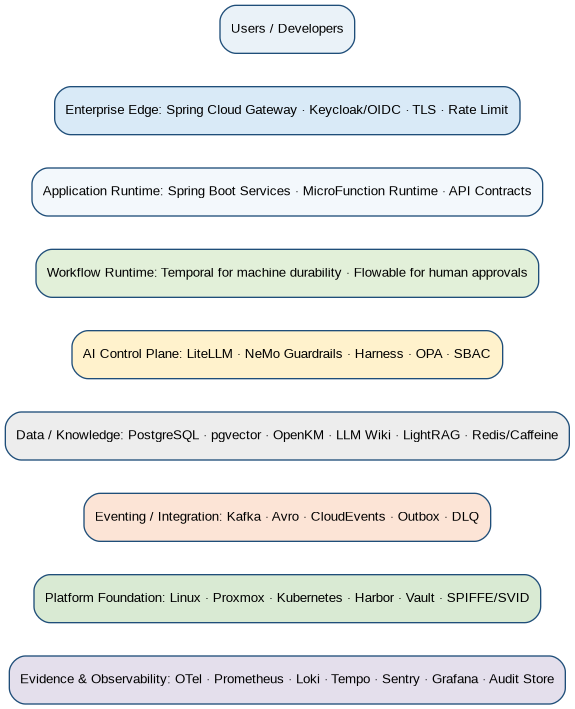 Users / Developers
Enterprise Edge: Spring Cloud Gateway · Keycloak/OIDC · TLS · Rate Limit
Application Runtime: Spring Boot Services · MicroFunction Runtime · API Contracts
Workflow Runtime: Temporal for machine durability · Flowable for human approvals
AI Control Plane: LiteLLM · NeMo Guardrails · Harness · OPA · SBAC
Data / Knowledge: PostgreSQL · pgvector · OpenKM · LLM Wiki · LightRAG · Redis/Caffeine
Eventing / Integration: Kafka · Avro · CloudEvents · Outbox · DLQ
Platform Foundation: Linux · Proxmox · Kubernetes · Harbor · Vault · SPIFFE/SVID
Evidence & Observability: OTel · Prometheus · Loki · Tempo · Sentry · Grafana · Audit Store